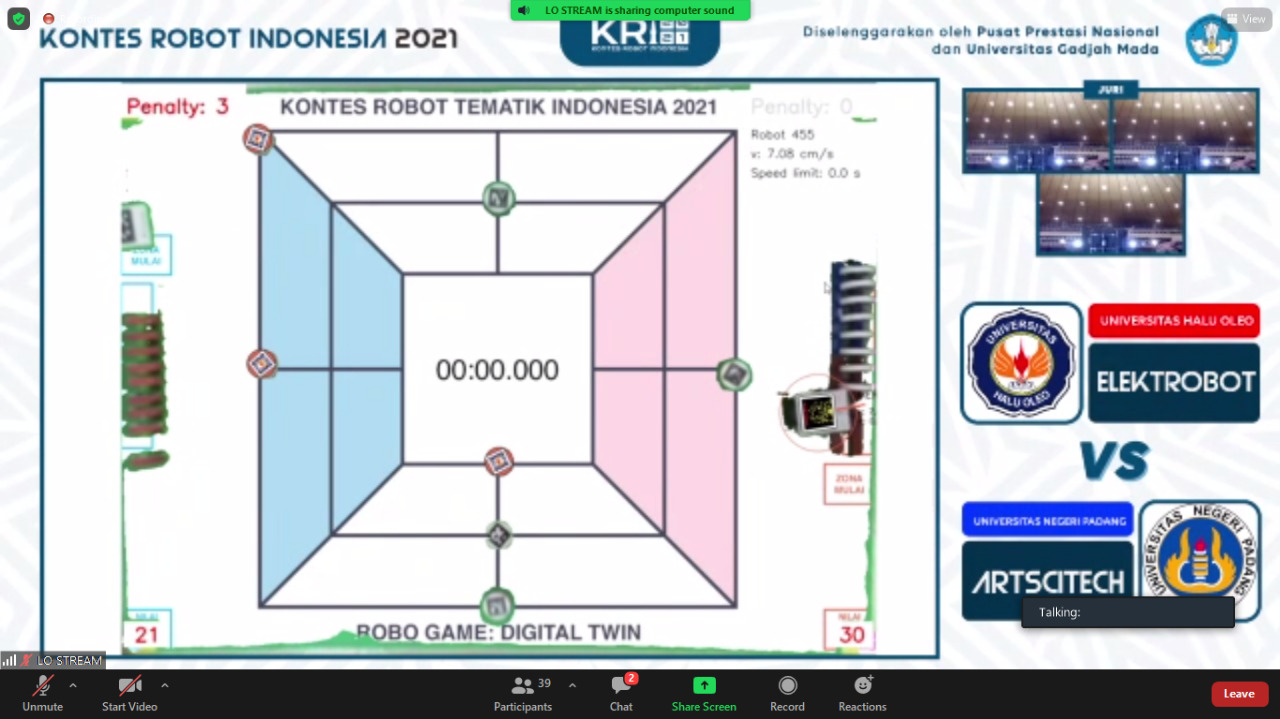 LO STREAM is sharing computer sound
View
KONTES ROBOT INDONESIA 2021
KRI
KONTES ROBOT INDONESIA
Diselenggarakan oleh Pusat Prestasi Nasional
dan Universitas Gadjah Mada
Penalty: 3
KONTES ROBOT TEMATIK INDONESIA 2021
Penalty: 0
Robot 455
v: 7.08 cm/s
Speed limit: 0.0 s
JURI
ZONA
MULAI
00:00.000
ZONA
MULAI
UNIVERSITAS HALU OLEO
ELEKTROBOT
UNIVERSITAS
HALU OLEO
VS
UNIVERSITAS NEGERI PADANG
ARTSCITECH
UNIVERSITAS NEGERI PADANG
Talking:
NILAI
21
ROBO GAME: DIGITAL TWIN
NILAI
30
LO STREAM
Unmute
Start Video
39
Participants
2
Chat
Share Screen
Record
Reactions
Leave